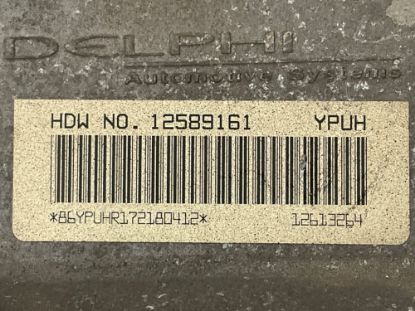 DELPHI
Automotive Systems
HDW NO. 12589161 YPUH
*86YPUHR172180412* 12613264